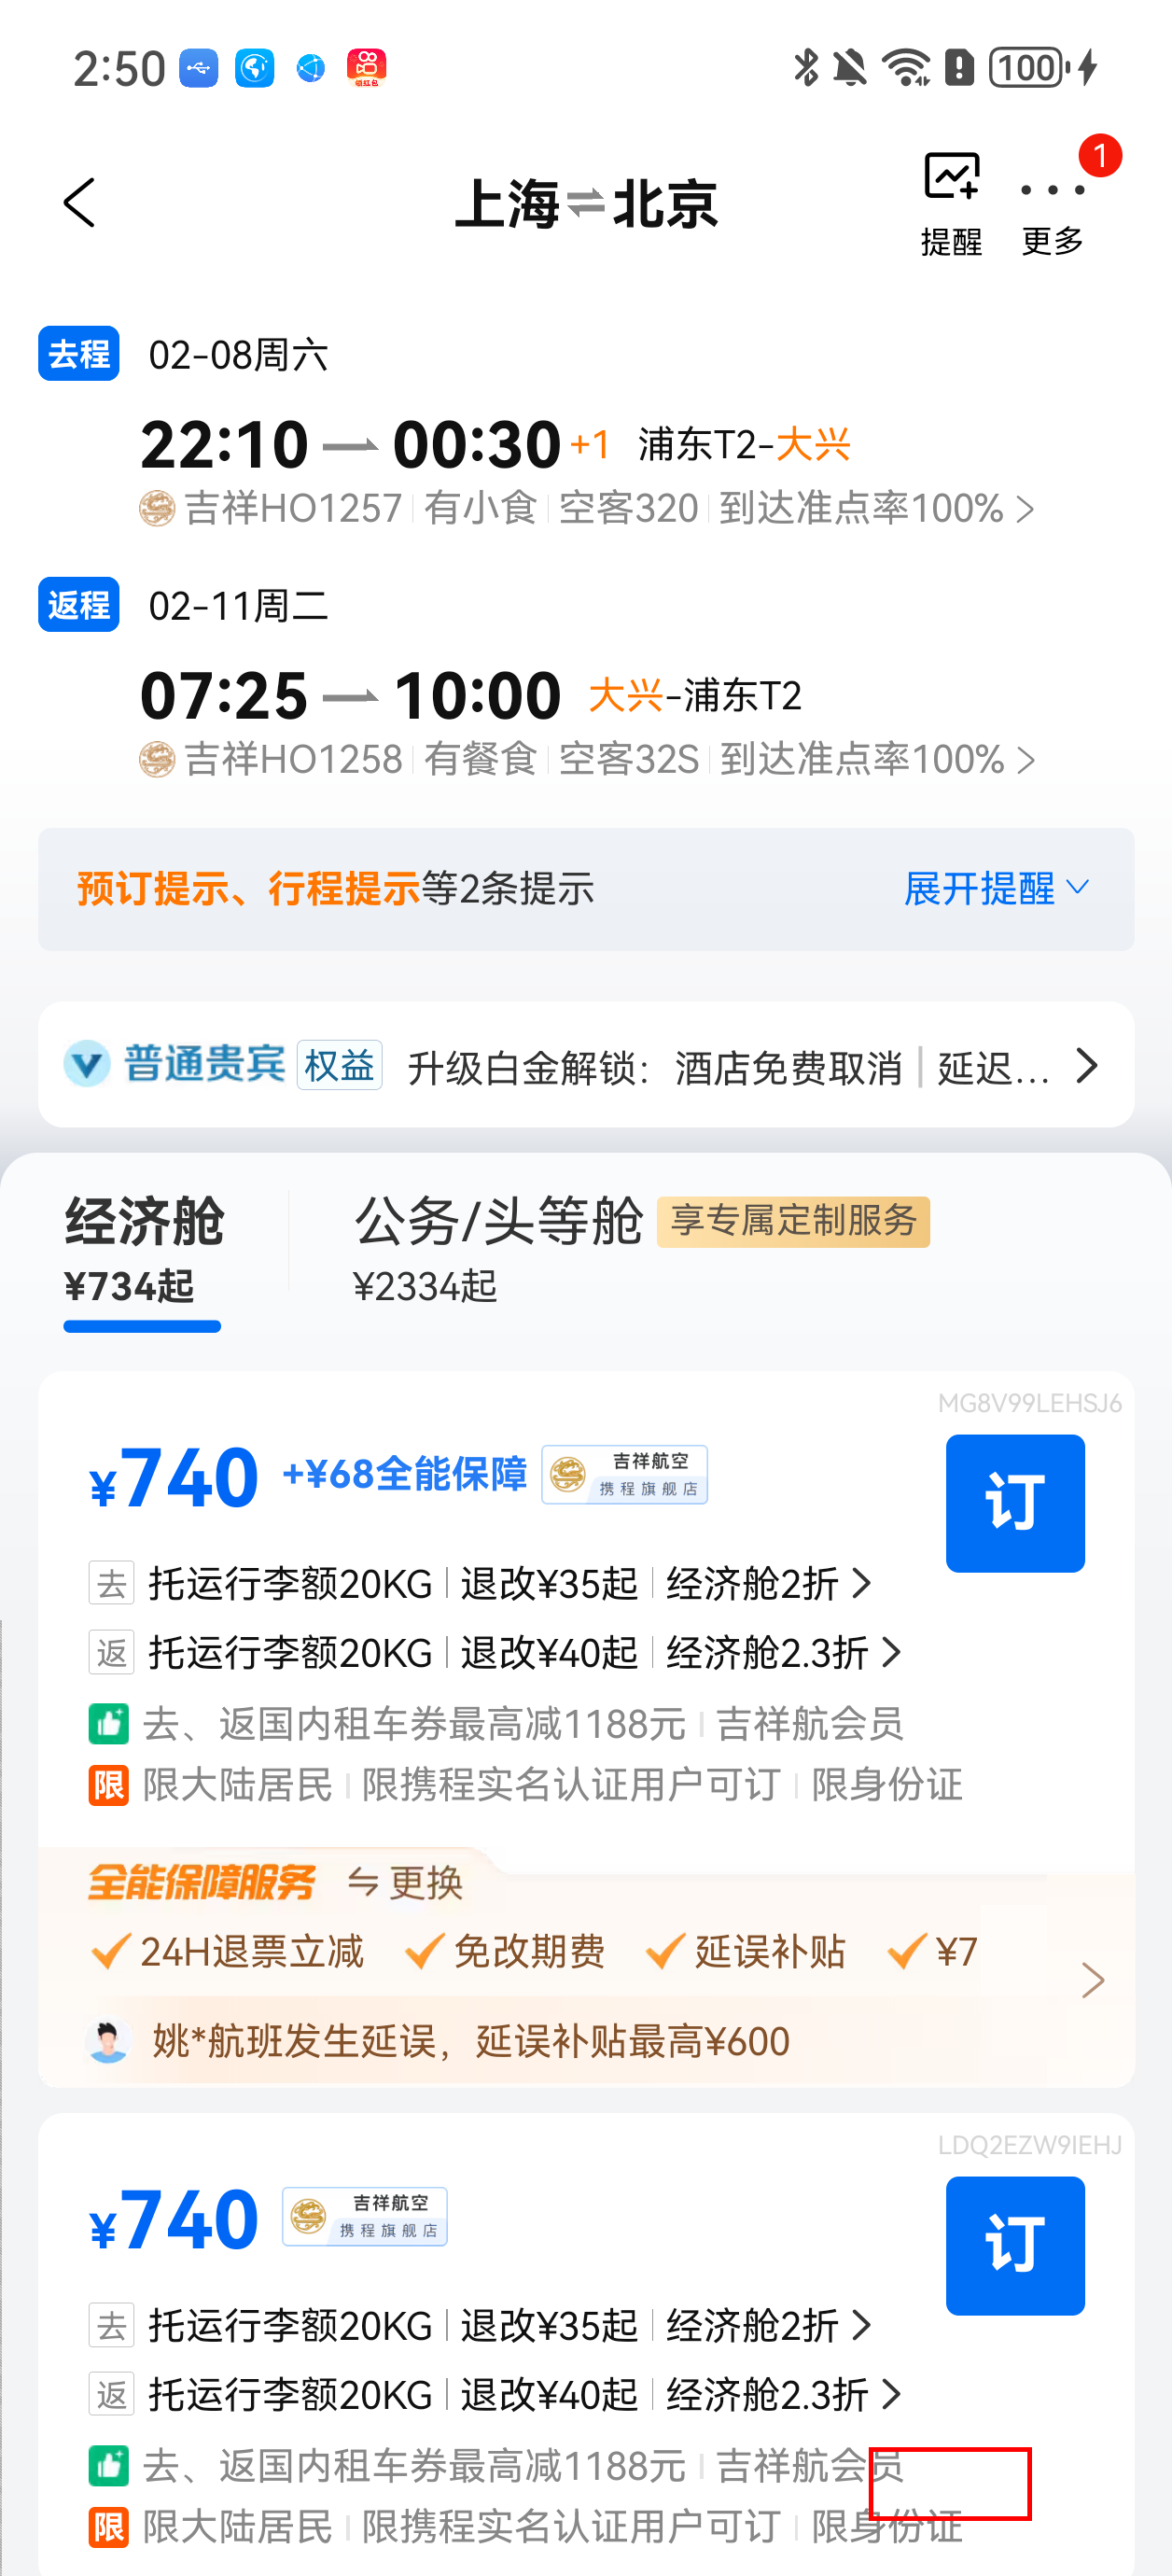 2:50
领红包
100
上海⇌北京
提醒
更多
1
去程 02-08周六
22:10 00:30 +1 浦东T2-大兴
吉祥HO1257 有小食 空客320 到达准点率100%
返程 02-11周二
07:25 10:00 大兴-浦东T2
吉祥HO1258 有餐食 空客32S 到达准点率100%
预订提示、行程提示等2条提示 展开提醒
普通贵宾 权益 升级白金解锁：酒店免费取消 | 延迟...
经济舱 公务/头等舱 享专属定制服务
¥734起 ¥2334起
MG8V99LEHSJ6
¥740 +¥68全能保障 吉祥航空 携程旗舰店 订
去 托运行李额20KG 退改¥35起 经济舱2折
返 托运行李额20KG 退改¥40起 经济舱2.3折
去、返国内租车券最高减1188元 吉祥航会员
限 限大陆居民 限携程实名认证用户可订 限身份证
全能保障服务 更换
24H退票立减 免改期费 延误补贴 ¥7
姚*航班发生延误，延误补贴最高¥600
LDQ2EZW9IEHJ
¥740 吉祥航空 携程旗舰店 订
去 托运行李额20KG 退改¥35起 经济舱2折
返 托运行李额20KG 退改¥40起 经济舱2.3折
去、返国内租车券最高减1188元 吉祥航会员
限 限大陆居民 限携程实名认证用户可订 限身份证